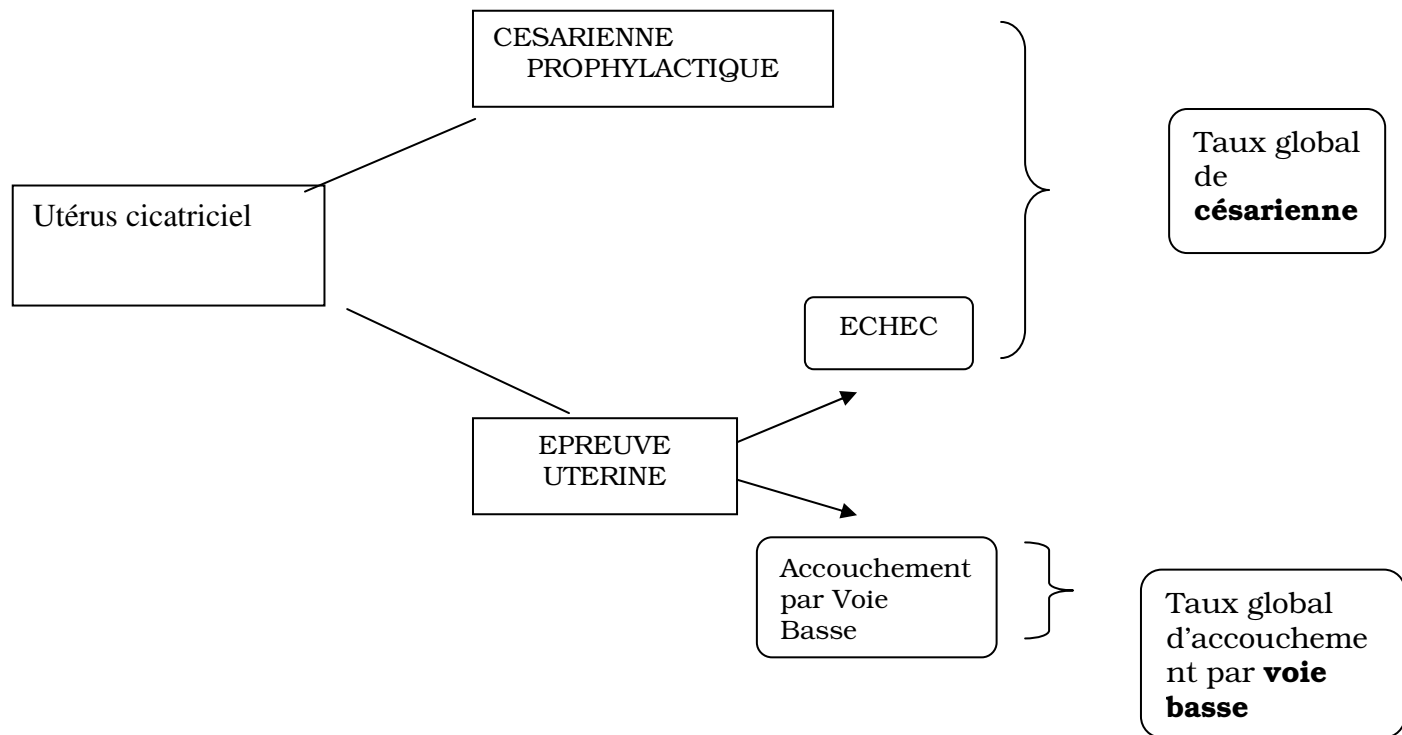 CESARIENNE
PROPHYLACTIQUE
Taux global
de
césarienne
Utérus cicatriciel
ECHEC
EPREUVE
UTERINE
Accouchement
par Voie
Basse
Taux global
d'accoucheme
nt par voie
basse